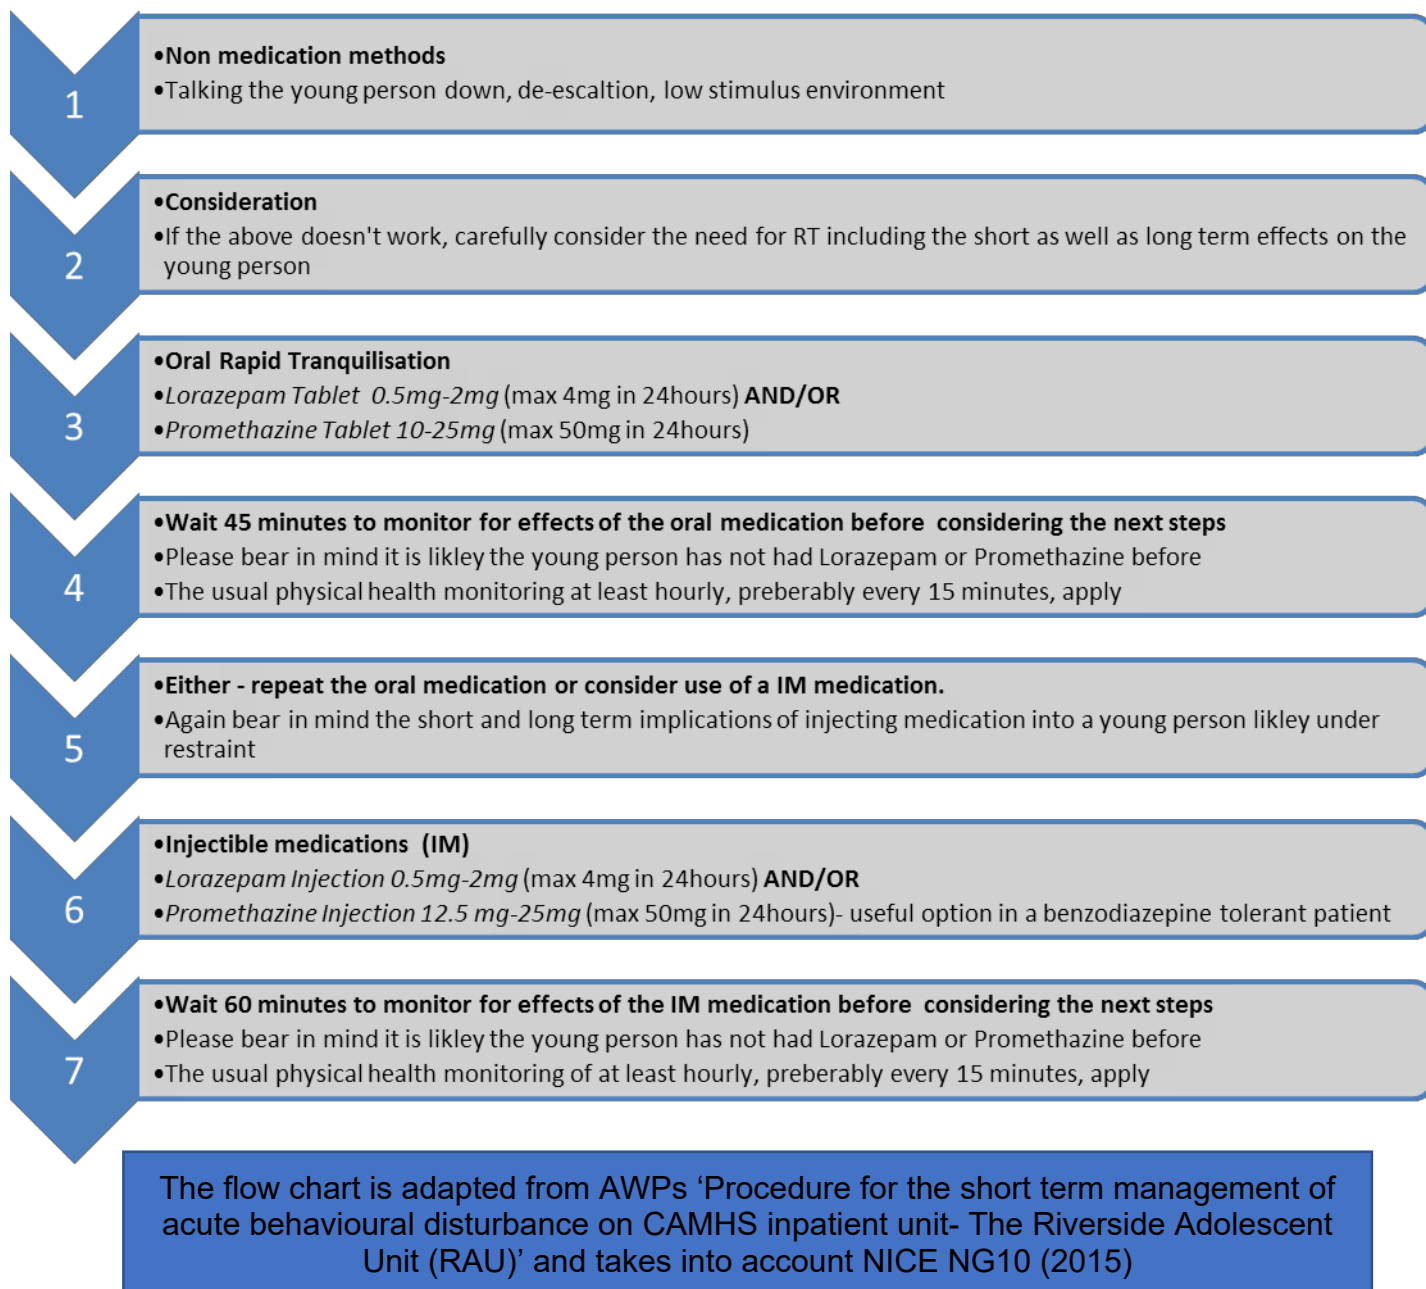 1
•Non medication methods
•Talking the young person down, de-escaltion, low stimulus environment
2
•Consideration
•If the above doesn't work, carefully consider the need for RT including the short as well as long term effects on the
young person
3
•Oral Rapid Tranquilisation
•Lorazepam Tablet 0.5mg-2mg (max 4mg in 24hours) AND/OR
•Promethazine Tablet 10-25mg (max 50mg in 24hours)
4
•Wait 45 minutes to monitor for effects of the oral medication before considering the next steps
•Please bear in mind it is likley the young person has not had Lorazepam or Promethazine before
•The usual physical health monitoring at least hourly, preberably every 15 minutes, apply
5
•Either - repeat the oral medication or consider use of a IM medication.
•Again bear in mind the short and long term implications of injecting medication into a young person likley under
restraint
6
•Injectible medications (IM)
•Lorazepam Injection 0.5mg-2mg (max 4mg in 24hours) AND/OR
•Promethazine Injection 12.5 mg-25mg (max 50mg in 24hours)- useful option in a benzodiazepine tolerant patient
7
•Wait 60 minutes to monitor for effects of the IM medication before considering the next steps
•Please bear in mind it is likley the young person has not had Lorazepam or Promethazine before
•The usual physical health monitoring of at least hourly, preberably every 15 minutes, apply
The flow chart is adapted from AWPs ‘Procedure for the short term management of
acute behavioural disturbance on CAMHS inpatient unit- The Riverside Adolescent
Unit (RAU)’ and takes into account NICE NG10 (2015)